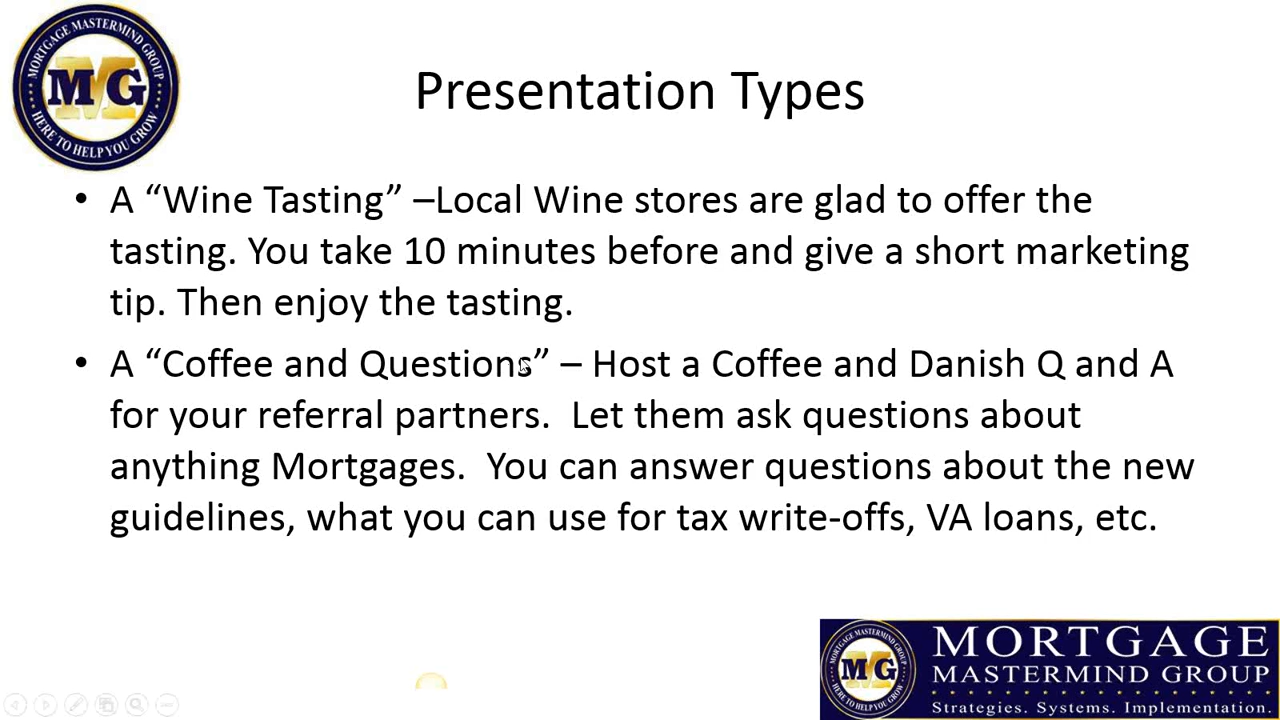 MORTGAGE MASTERMIND GROUP
MG
HERE TO HELP YOU GROW
Presentation Types
• A “Wine Tasting” –Local Wine stores are glad to offer the
tasting. You take 10 minutes before and give a short marketing
tip. Then enjoy the tasting.
• A “Coffee and Questions” – Host a Coffee and Danish Q and A
for your referral partners.  Let them ask questions about
anything Mortgages.  You can answer questions about the new
guidelines, what you can use for tax write-offs, VA loans, etc.
MORTGAGE MASTERMIND GROUP
MG
HERE TO HELP YOU GROW
MORTGAGE
MASTERMIND GROUP
Strategies. Systems. Implementation.